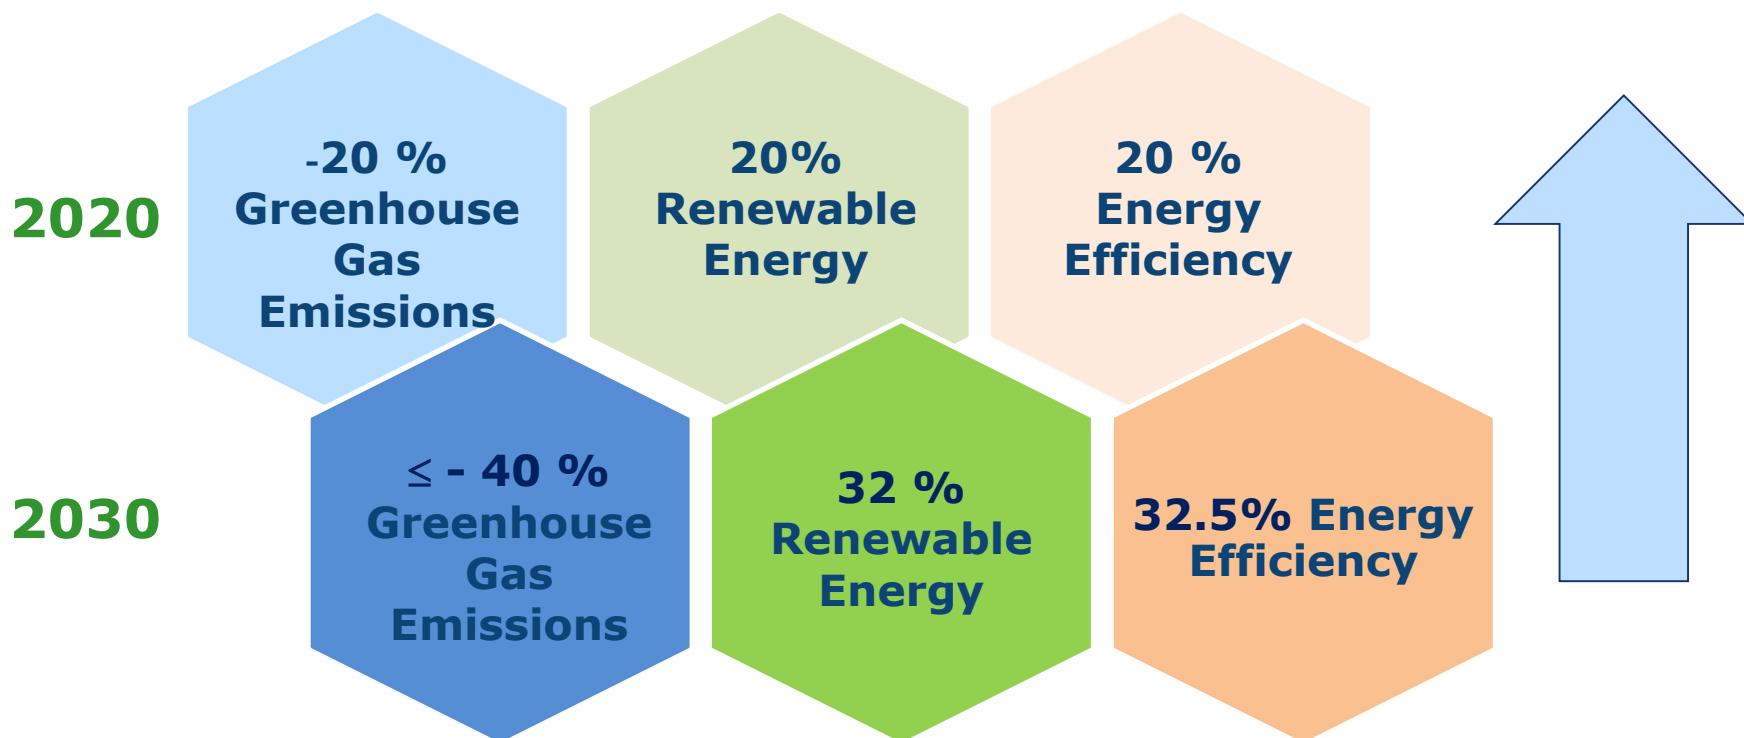 2020
-20 %
Greenhouse
Gas
Emissions
20%
Renewable
Energy
20 %
Energy
Efficiency
2030
≤ - 40 %
Greenhouse
Gas
Emissions
32 %
Renewable
Energy
32.5% Energy
Efficiency